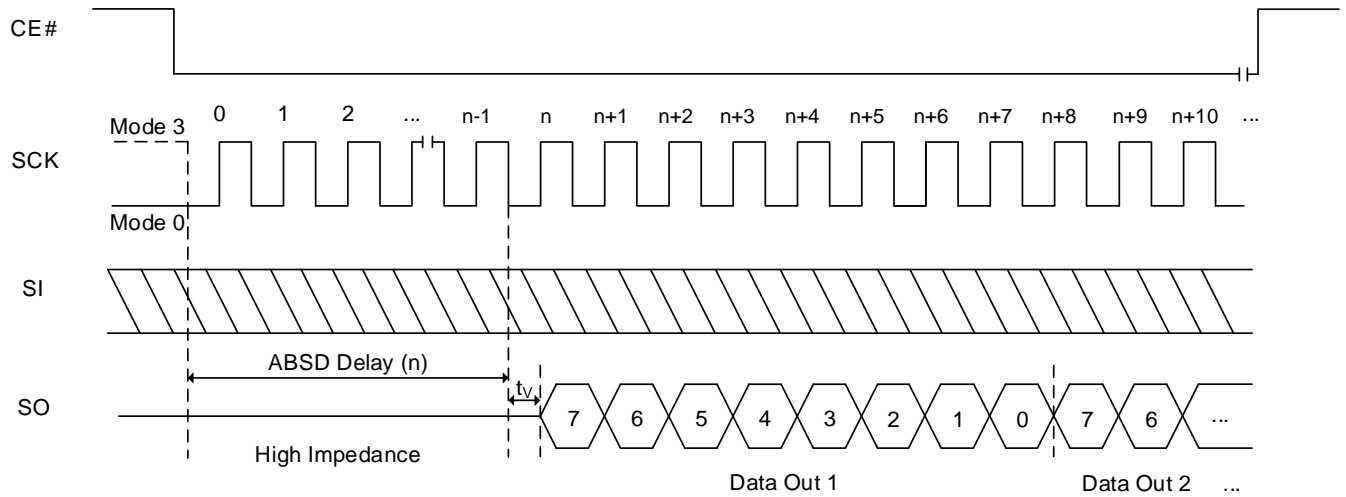 CE#
0 1 2 ... n-1 n n+1 n+2 n+3 n+4 n+5 n+6 n+7 n+8 n+9 n+10 ...
Mode 3
SCK
Mode 0
SI
ABSD Delay (n)
tV
SO
7 6 5 4 3 2 1 0 7 6 ...
High Impedance
Data Out 1 Data Out 2 ...